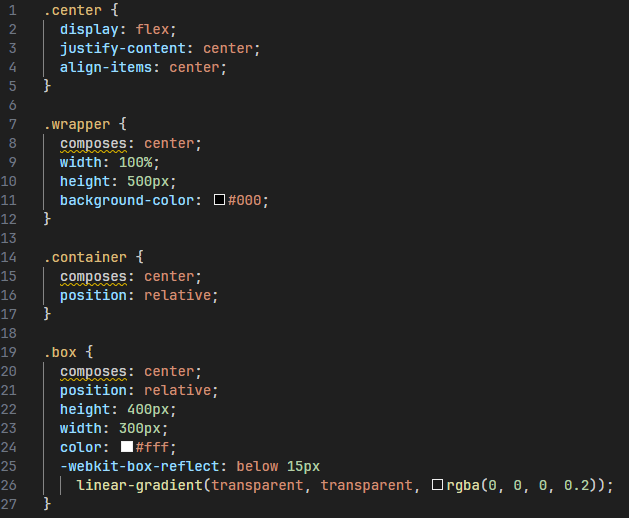 1 .center {
2   display: flex;
3   justify-content: center;
4   align-items: center;
5 }
6
7 .wrapper {
8   composes: center;
9   width: 100%;
10   height: 500px;
11   background-color: #000;
12 }
13
14 .container {
15   composes: center;
16   position: relative;
17 }
18
19 .box {
20   composes: center;
21   position: relative;
22   height: 400px;
23   width: 300px;
24   color: #fff;
25   -webkit-box-reflect: below 15px
26     linear-gradient(transparent, transparent, rgba(0, 0, 0, 0.2));
27 }